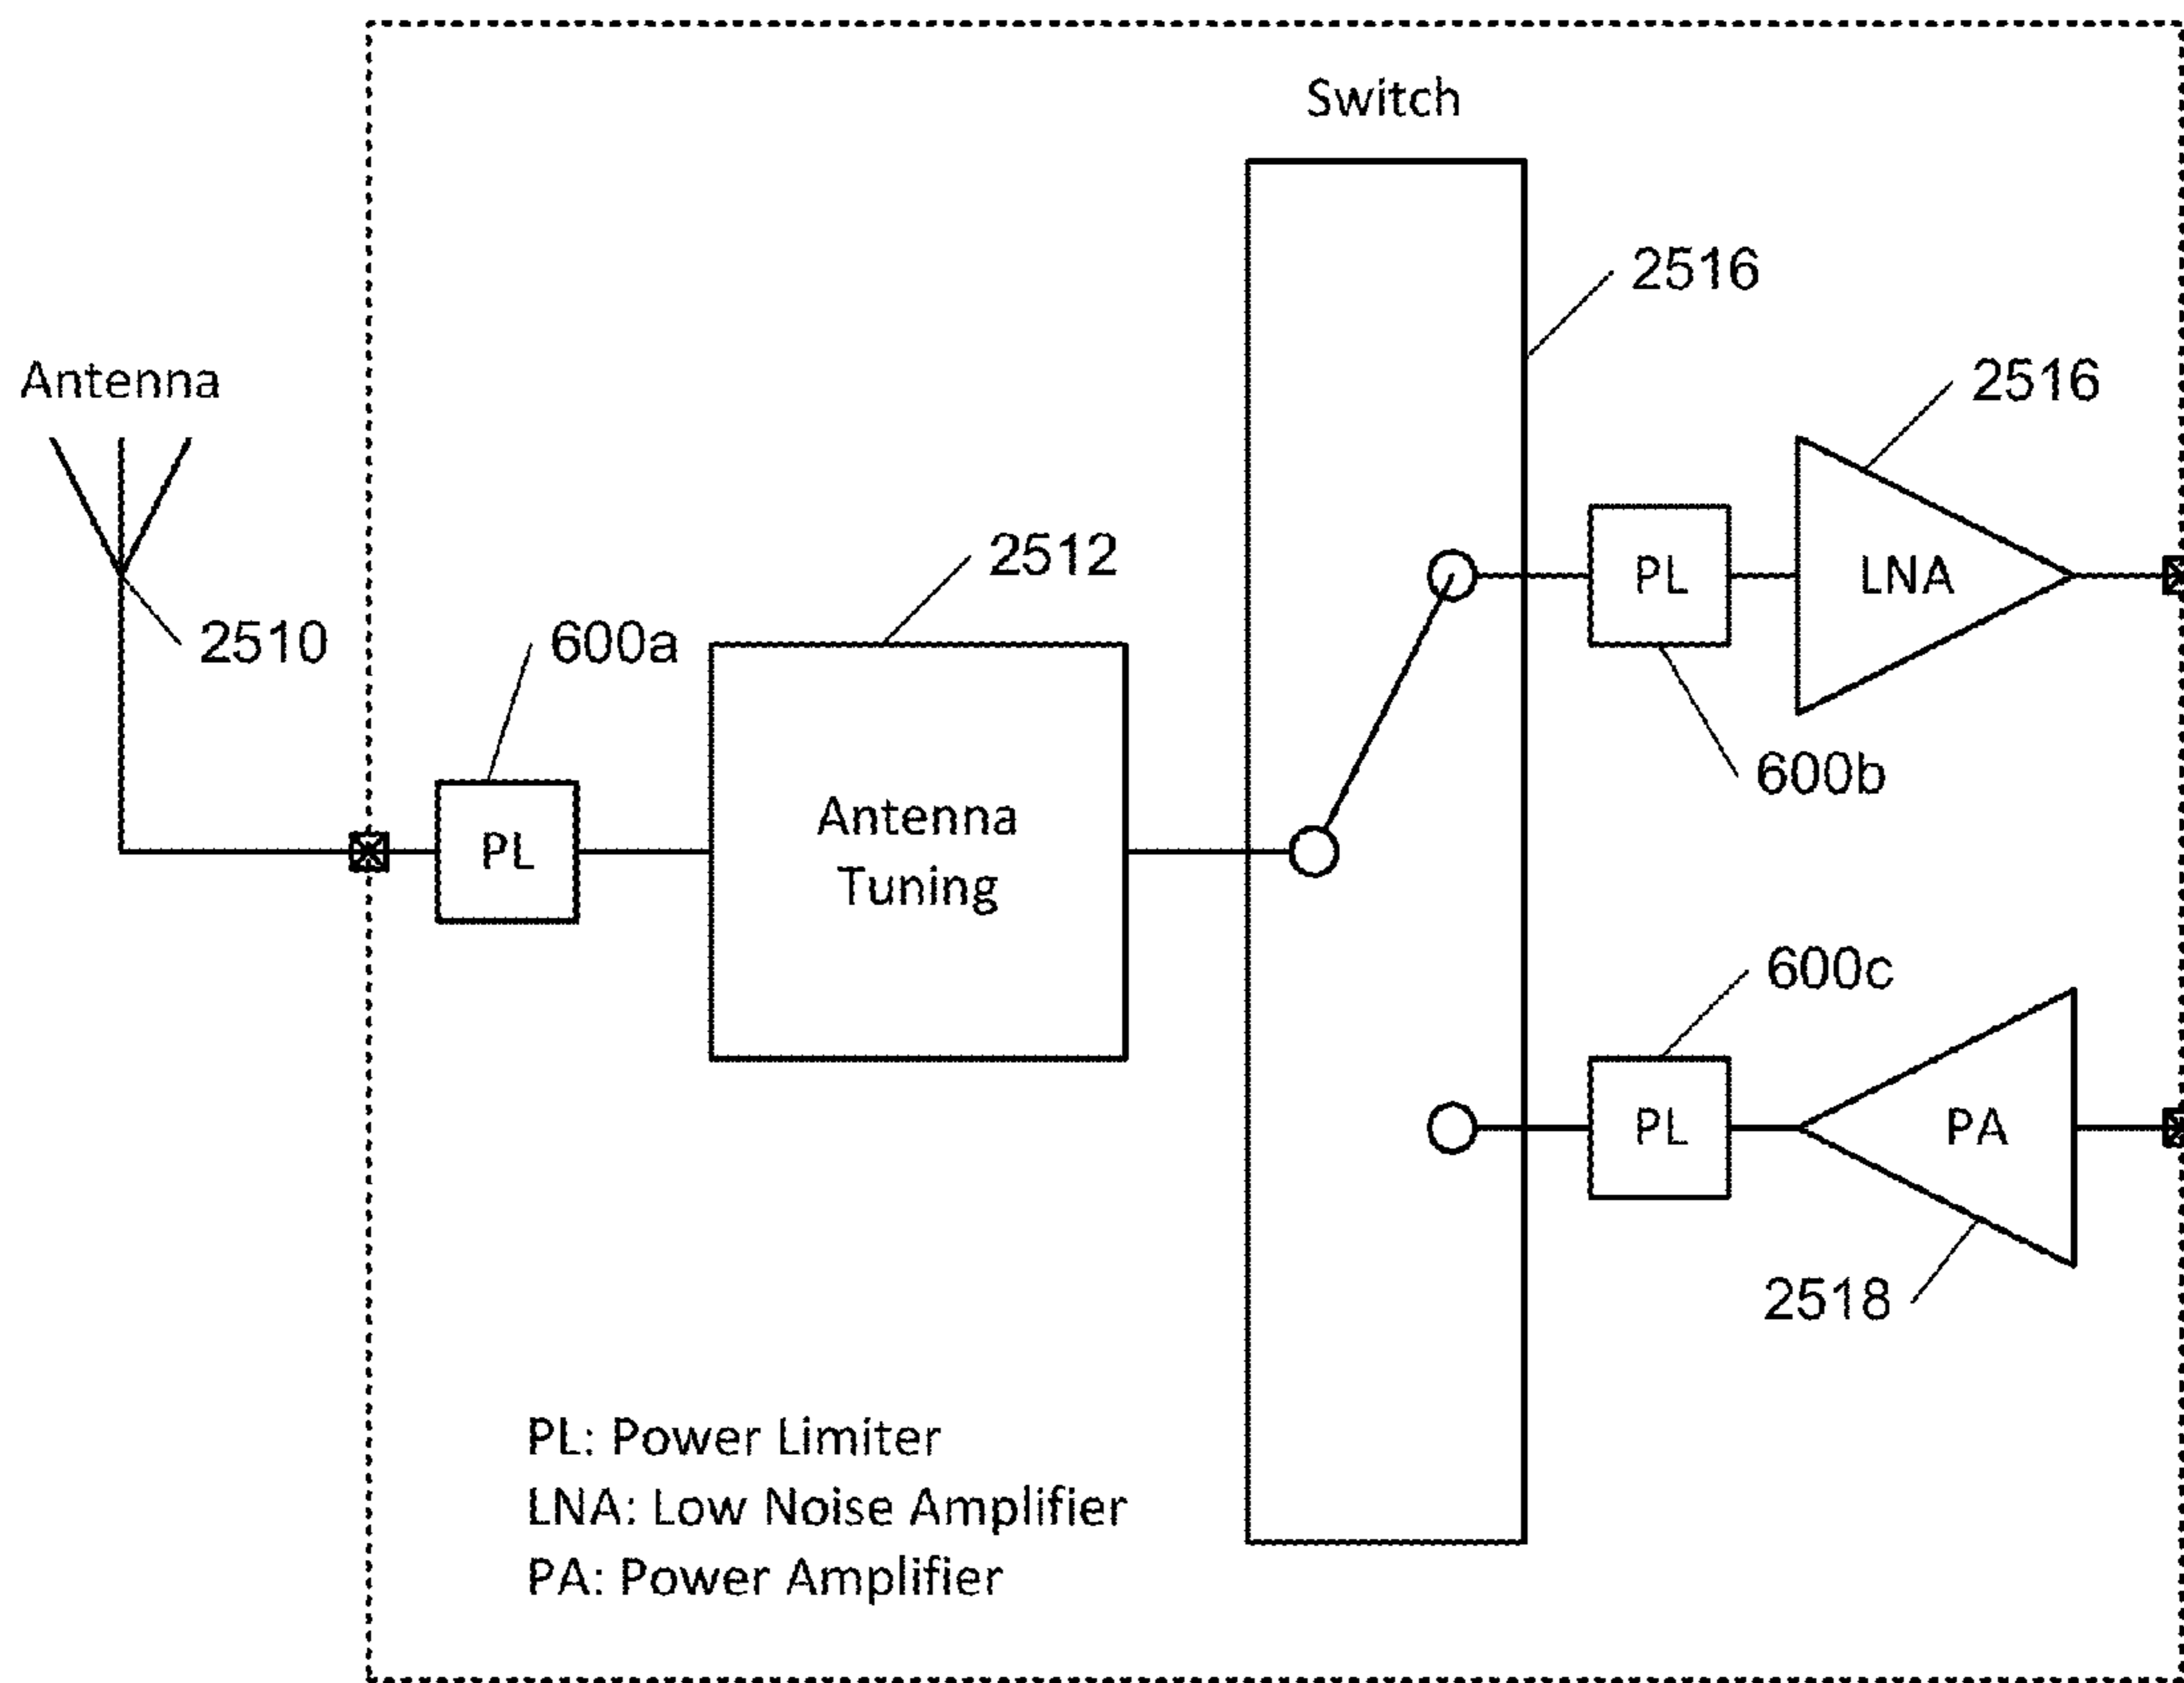 Switch
2516
Antenna
2516
2512
2510
600a
PL
LNA
600b
PL
Antenna
Tuning
600c
PL
PA
2518
PL: Power Limiter
LNA: Low Noise Amplifier
PA: Power Amplifier